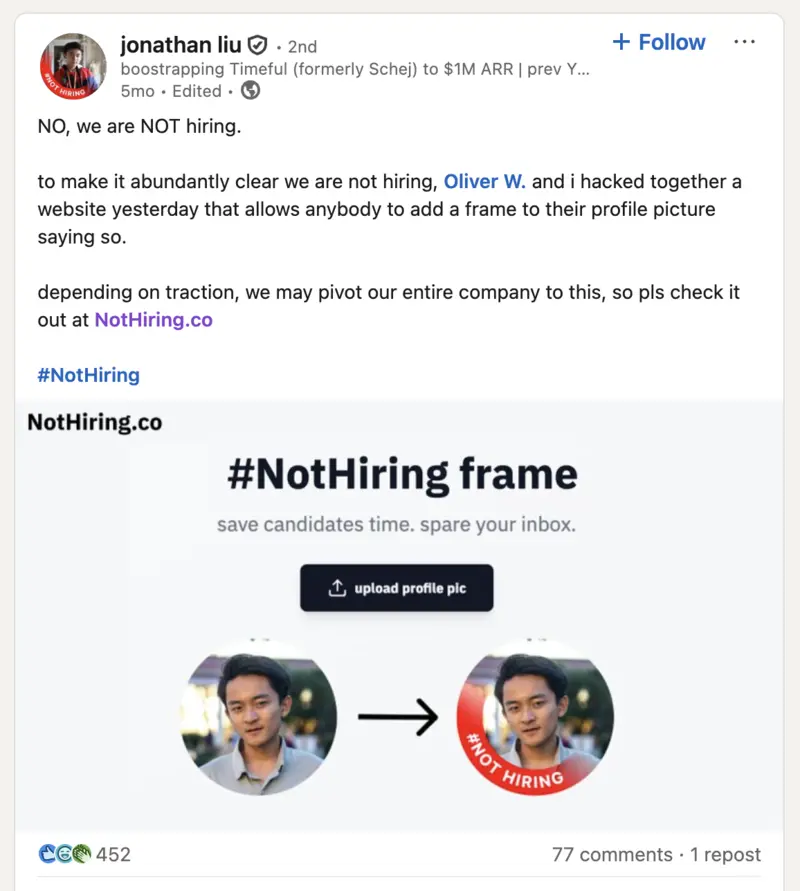 jonathan liu • 2nd
+ Follow ...
boostrapping Timeful (formerly Schej) to $1M ARR | prev Y...
5mo • Edited •
#NOT HIRING
NO, we are NOT hiring.
to make it abundantly clear we are not hiring, Oliver W. and i hacked together a
website yesterday that allows anybody to add a frame to their profile picture
saying so.
depending on traction, we may pivot our entire company to this, so pls check it
out at NotHiring.co
#NotHiring
NotHiring.co
#NotHiring frame
save candidates time. spare your inbox.
upload profile pic
#NOT HIRING
452
77 comments · 1 repost